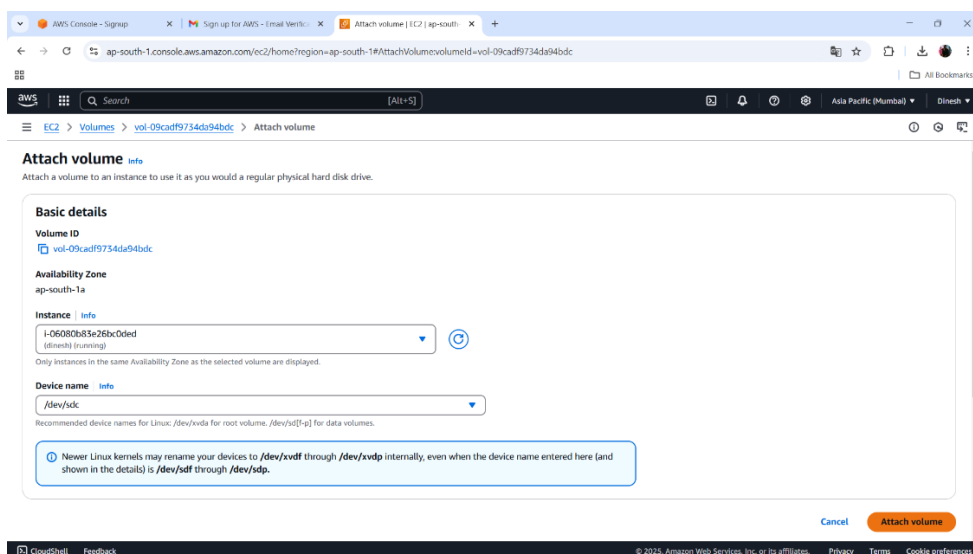 AWS Console - Signup
Sign up for AWS - Email Verific
Attach volume | EC2 | ap-south-
ap-south-1.console.aws.amazon.com/ec2/home?region=ap-south-1#AttachVolume:volumeId=vol-09cadf9734da94bdc
All Bookmarks
aws Search [Alt+S] Asia Pacific (Mumbai) Dinesh
EC2 > Volumes > vol-09cadf9734da94bdc > Attach volume
Attach volume Info
Attach a volume to an instance to use it as you would a regular physical hard disk drive.
Basic details
Volume ID
vol-09cadf9734da94bdc
Availability Zone
ap-south-1a
Instance | Info
i-06080b83e26bc0ded
(dinesh) (running)
Only instances in the same Availability Zone as the selected volume are displayed.
Device name | Info
/dev/sdc
Recommended device names for Linux: /dev/xvda for root volume. /dev/sd[f-p] for data volumes.
Newer Linux kernels may rename your devices to /dev/xvdf through /dev/xvdp internally, even when the device name entered here (and
shown in the details) is /dev/sdf through /dev/sdp.
Cancel Attach volume
CloudShell Feedback © 2025, Amazon Web Services, Inc. or its affiliates. Privacy Terms Cookie preferences